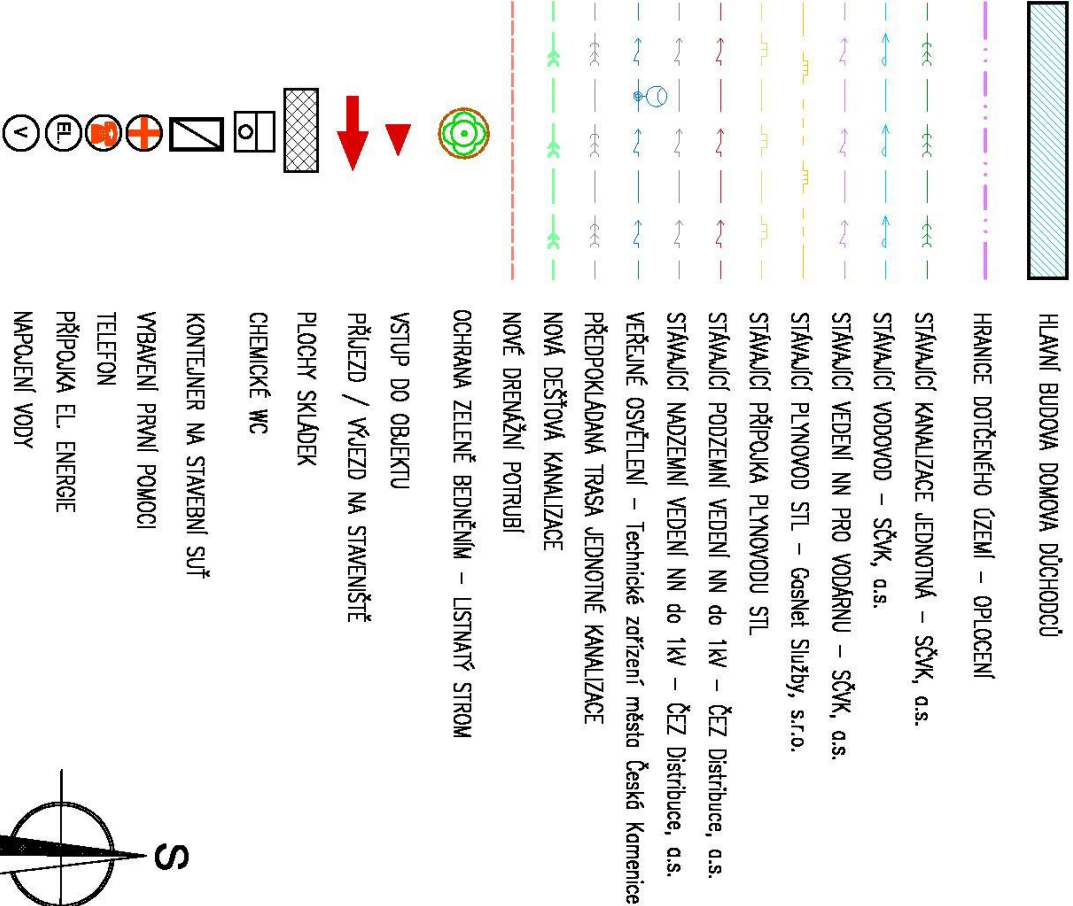 HLAVNÍ BUDOVA DOMOVA DŮCHODCŮ
HRANICE DOTČENÉHO ÚZEMÍ – OPLOCENÍ
STÁVAJÍCÍ KANALIZACE JEDNOTNÁ – SČVK, a.s.
STÁVAJÍCÍ VODOVOD – SČVK, a.s.
STÁVAJÍCÍ VEDENÍ NN PRO VODÁRNU – SČVK, a.s.
STÁVAJÍCÍ PLYNOVOD STL – GasNet Služby, s.r.o.
STÁVAJÍCÍ PŘÍPOJKA PLYNOVODU STL
STÁVAJÍCÍ PODZEMNÍ VEDENÍ NN do 1kV – ČEZ Distribuce, a.s.
STÁVAJÍCÍ NADZEMNÍ VEDENÍ NN do 1kV – ČEZ Distribuce, a.s.
VEŘEJNÉ OSVĚTLENÍ – Technické zařízení města Česká Kamenice
PŘEDPOKLÁDANÁ TRASA JEDNOTNÉ KANALIZACE
NOVÁ DEŠŤOVÁ KANALIZACE
NOVÉ DRENÁŽNÍ POTRUBÍ
OCHRANA ZELENĚ BEDNĚNÍM – LISTNATÝ STROM
VSTUP DO OBJEKTU
PŘÍJEZD / VÝJEZD NA STAVENIŠTĚ
PLOCHY SKLÁDEK
CHEMICKÉ WC
KONTEJNER NA STAVEBNÍ SUŤ
VYBAVENÍ PRVNÍ POMOCI
TELEFON
EL. PŘÍPOJKA EL. ENERGIE
V NAPOJENÍ VODY
S